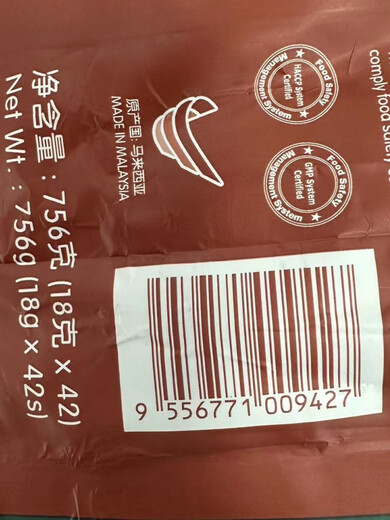 comply food safe
Food Safety
HACCP System
Certified
Management System
Food Safety
GMP System
Certified
Management System
原产国: 马来西亚
MADE IN MALAYSIA
净含量: 756克 (18克 x 42)
Net Wt. : 756g (18g x 42s)
9 556771 009427